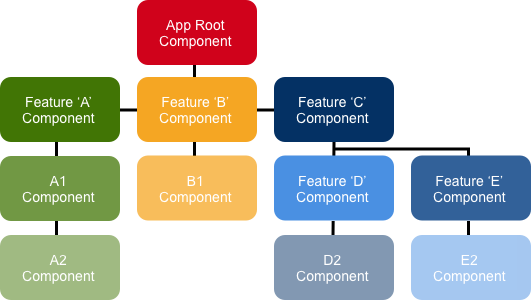 App Root
Component
Feature ‘A’
Component
Feature ‘B’
Component
Feature ‘C’
Component
A1
Component
B1
Component
Feature ‘D’
Component
Feature ‘E’
Component
A2
Component
D2
Component
E2
Component